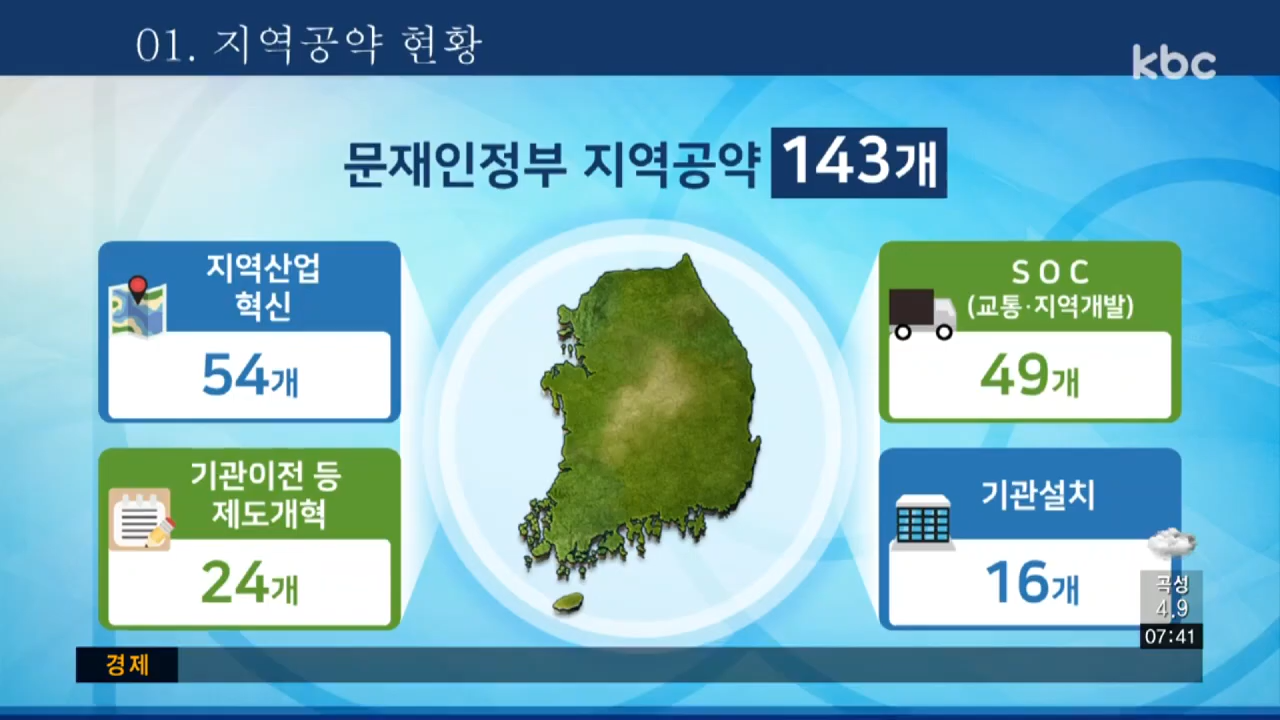 01. 지역공약 현황
kbc
문재인정부 지역공약 143개
지역산업
혁신
54개
S O C
(교통·지역개발)
49개
기관이전 등
제도개혁
24개
기관설치
16개
곡성
4.9
07:41
경제